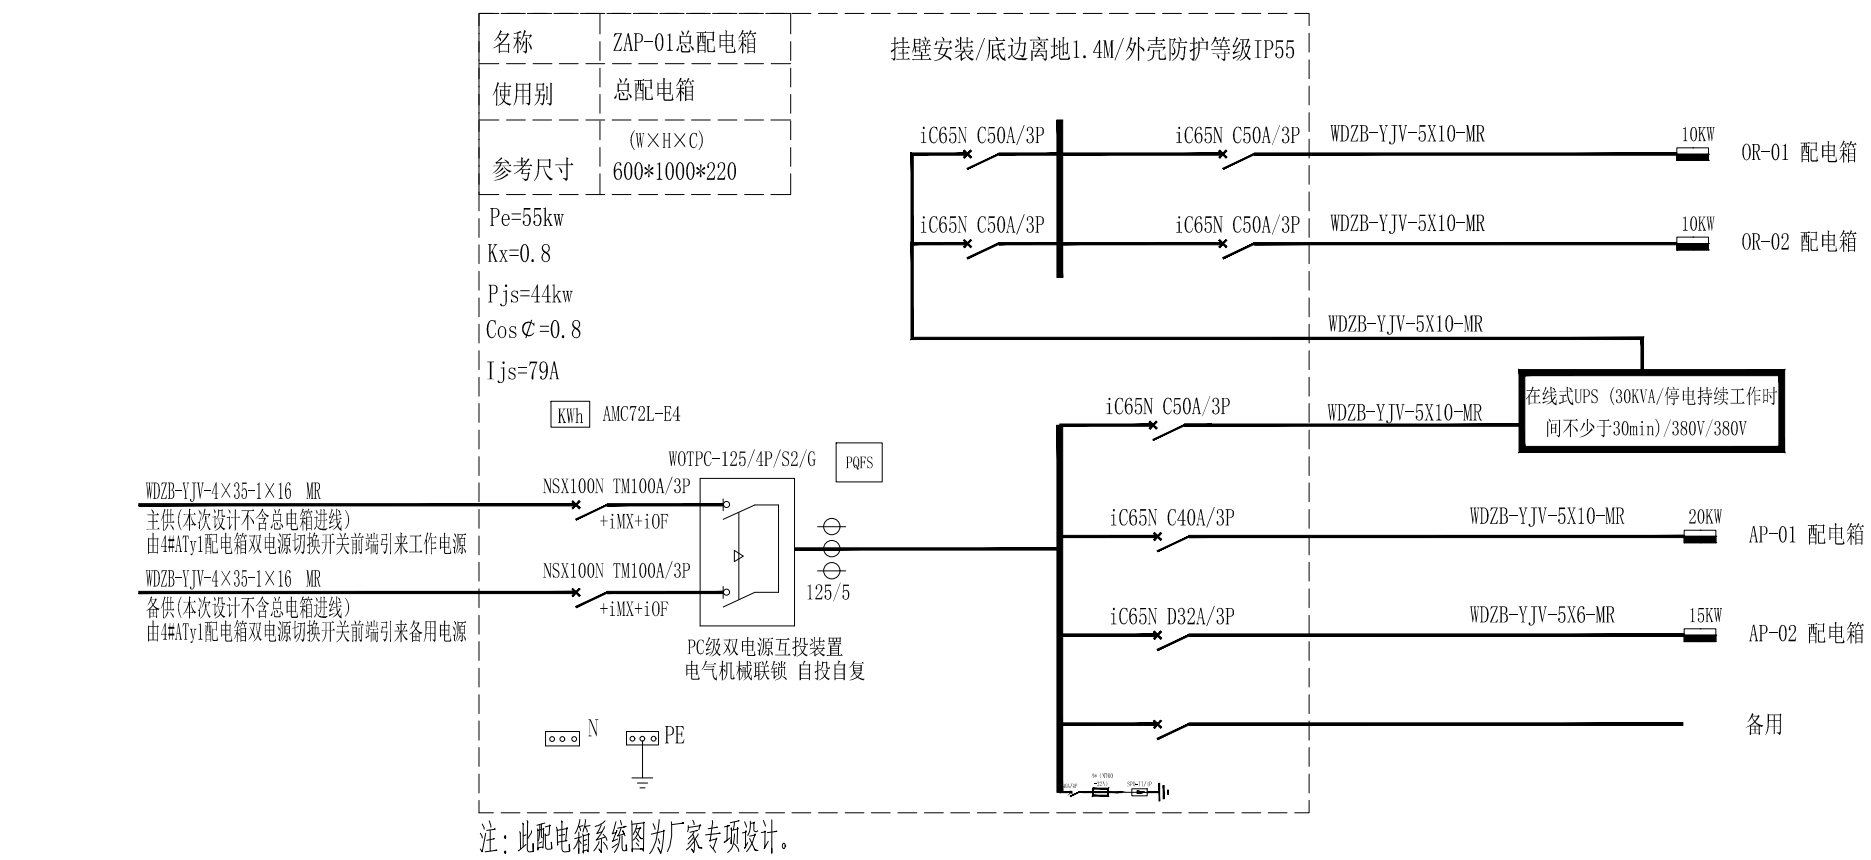 名称 ZAP-01总配电箱
使用别 总配电箱
参考尺寸 (W×H×C)
600*1000*220
挂壁安装/底边离地1.4M/外壳防护等级IP55
Pe=55kw
Kx=0.8
Pjs=44kw
Cos₵=0.8
Ijs=79A
iC65N C50A/3P iC65N C50A/3P WDZB-YJV-5X10-MR 10KW OR-01 配电箱
iC65N C50A/3P iC65N C50A/3P WDZB-YJV-5X10-MR 10KW OR-02 配电箱
WDZB-YJV-5X10-MR
在线式UPS (30KVA/停电持续工作时
间不少于30min)/380V/380V
iC65N C50A/3P WDZB-YJV-5X10-MR
KWh AMC72L-E4
WOTPC-125/4P/S2/G PQFS
WDZB-YJV-4×35-1×16 MR NSX100N TM100A/3P
+iMX+iOF
主供(本次设计不含总电箱进线)
由4#ATy1配电箱双电源切换开关前端引来工作电源
WDZB-YJV-4×35-1×16 MR NSX100N TM100A/3P
+iMX+iOF
备供(本次设计不含总电箱进线)
由4#ATy1配电箱双电源切换开关前端引来备用电源
125/5
PC级双电源互投装置
电气机械联锁 自投自复
iC65N C40A/3P WDZB-YJV-5X10-MR 20KW AP-01 配电箱
iC65N D32A/3P WDZB-YJV-5X6-MR 15KW AP-02 配电箱
备用
N PE
注:此配电箱系统图为厂家专项设计。